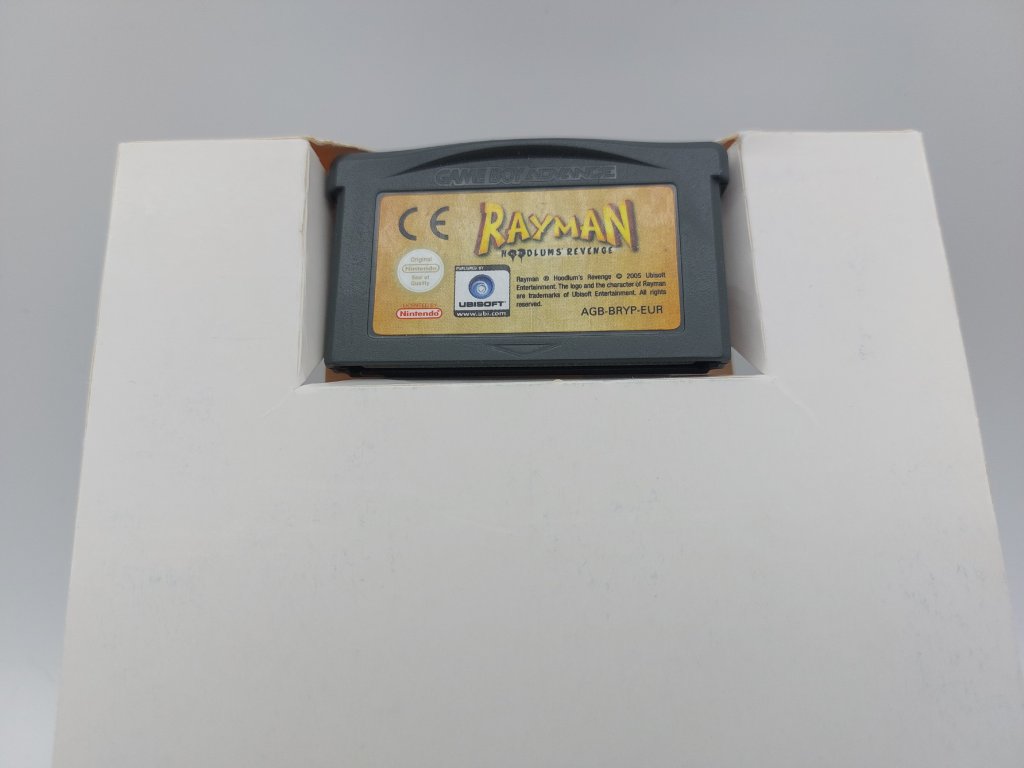 GAME BOY ADVANCE
CE
RAYMAN
HOODLUMS' REVENGE
Original
Nintendo
Seal of
Quality
LICENSED BY
Nintendo
PUBLISHED BY
UBISOFT
www.ubi.com
Rayman ® Hoodlum's Revenge © 2005 Ubisoft
Entertainment. The logo and the character of Rayman
are trademarks of Ubisoft Entertainment. All rights
reserved.
AGB-BRYP-EUR